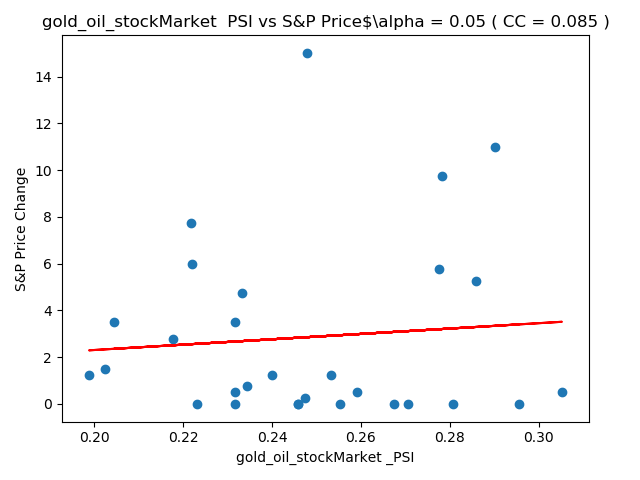 gold_oil_stockMarket  PSI vs S&P Price$\alpha = 0.05 ( CC = 0.085 )
S&P Price Change
14
12
10
8
6
4
2
0
0.20 0.22 0.24 0.26 0.28 0.30
gold_oil_stockMarket _PSI